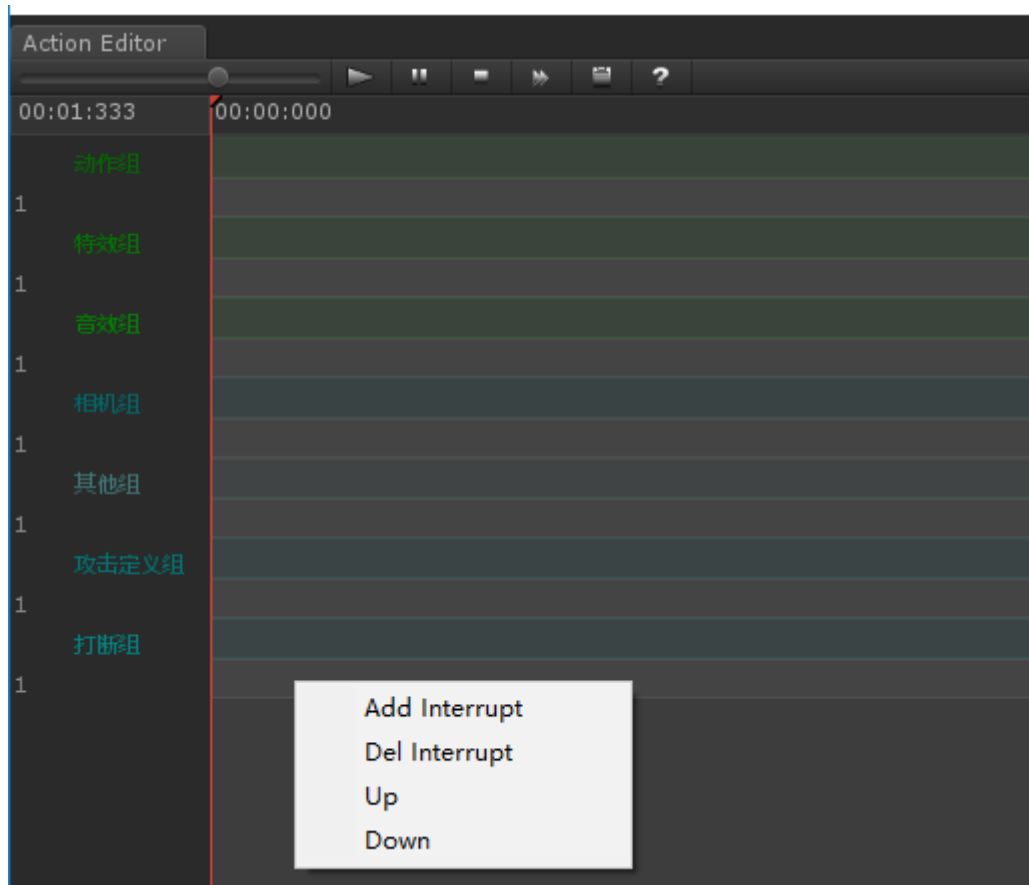 Action Editor
?
00:01:333 00:00:000
动作组
1
特效组
1
音效组
1
相机组
1
其他组
1
攻击定义组
1
打断组
1
Add Interrupt
Del Interrupt
Up
Down